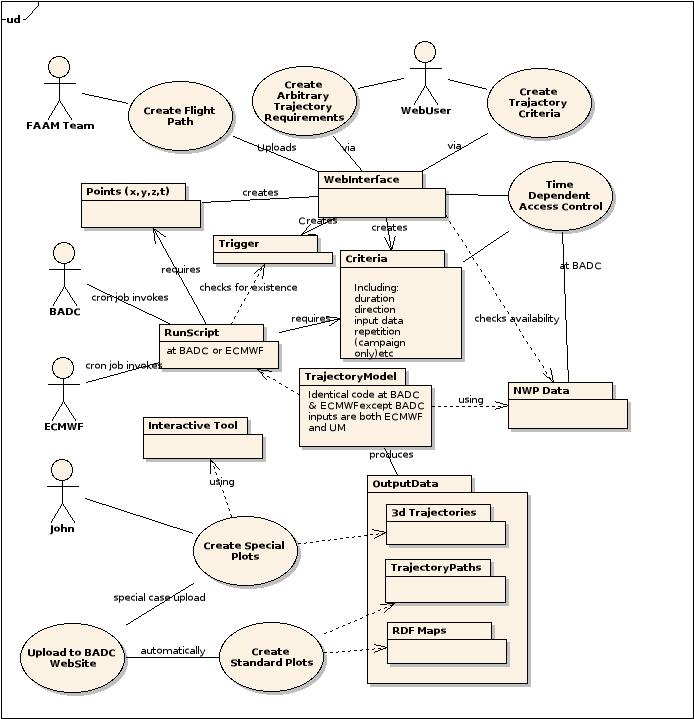 ud
FAAM Team
Create Flight
Path
Create
Arbitrary
Trajectory
Requirements
WebUser
Create
Trajactory
Criteria
Uploads
via
via
WebInterface
Time
Dependent
Access Control
Points (x,y,z,t)
creates
Creates
creates
Trigger
Criteria
Including:
duration
direction
input data
repetition
(campaign
only)etc
at BADC
requires
checks for existence
BADC
cron job invokes
RunScript
at BADC or ECMWF
requires
checks availability
ECMWF
cron job invokes
TrajectoryModel
Identical code at BADC
& ECMWFexcept BADC
inputs are both ECMWF
and UM
using
NWP Data
Interactive Tool
using
produces
OutputData
3d Trajectories
TrajectoryPaths
RDF Maps
John
Create Special
Plots
special case upload
Upload to BADC
WebSite
automatically
Create
Standard Plots